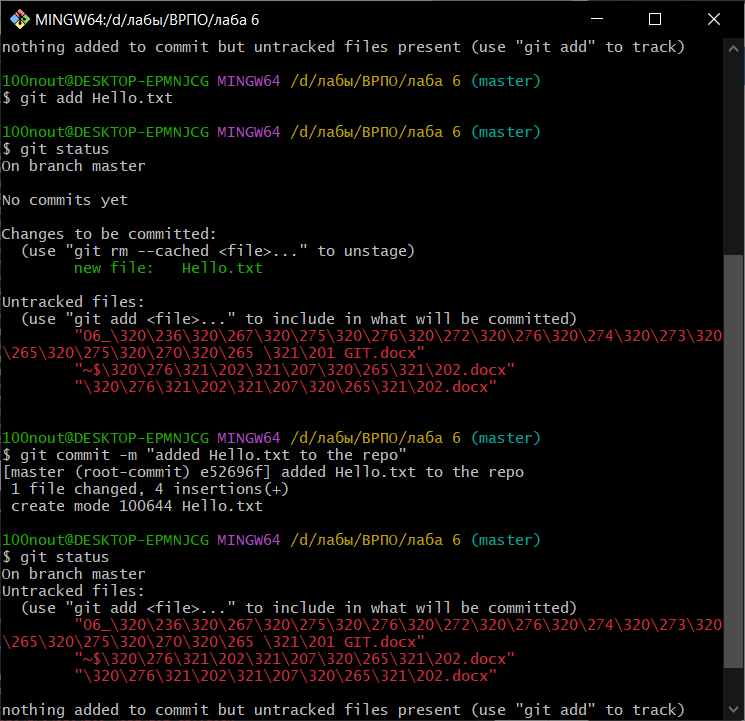 MINGW64:/d/лабы/ВРПО/лаба 6
nothing added to commit but untracked files present (use "git add" to track)
100nout@DESKTOP-EPMNJCG MINGW64 /d/лабы/ВРПО/лаба 6 (master)
$ git add Hello.txt
100nout@DESKTOP-EPMNJCG MINGW64 /d/лабы/ВРПО/лаба 6 (master)
$ git status
On branch master
No commits yet
Changes to be committed:
  (use "git rm --cached <file>..." to unstage)
        new file:   Hello.txt
Untracked files:
  (use "git add <file>..." to include in what will be committed)
        "06_\320\236\320\267\320\275\320\276\320\272\320\276\320\274\320\273\320
\265\320\275\320\270\320\265 \321\201 GIT.docx"
        "~$\320\276\321\202\321\207\320\265\321\202.docx"
        "\320\276\321\202\321\207\320\265\321\202.docx"
100nout@DESKTOP-EPMNJCG MINGW64 /d/лабы/ВРПО/лаба 6 (master)
$ git commit -m "added Hello.txt to the repo"
[master (root-commit) e52696f] added Hello.txt to the repo
 1 file changed, 4 insertions(+)
 create mode 100644 Hello.txt
100nout@DESKTOP-EPMNJCG MINGW64 /d/лабы/ВРПО/лаба 6 (master)
$ git status
On branch master
Untracked files:
  (use "git add <file>..." to include in what will be committed)
        "06_\320\236\320\267\320\275\320\276\320\272\320\276\320\274\320\273\320
\265\320\275\320\270\320\265 \321\201 GIT.docx"
        "~$\320\276\321\202\321\207\320\265\321\202.docx"
        "\320\276\321\202\321\207\320\265\321\202.docx"
nothing added to commit but untracked files present (use "git add" to track)